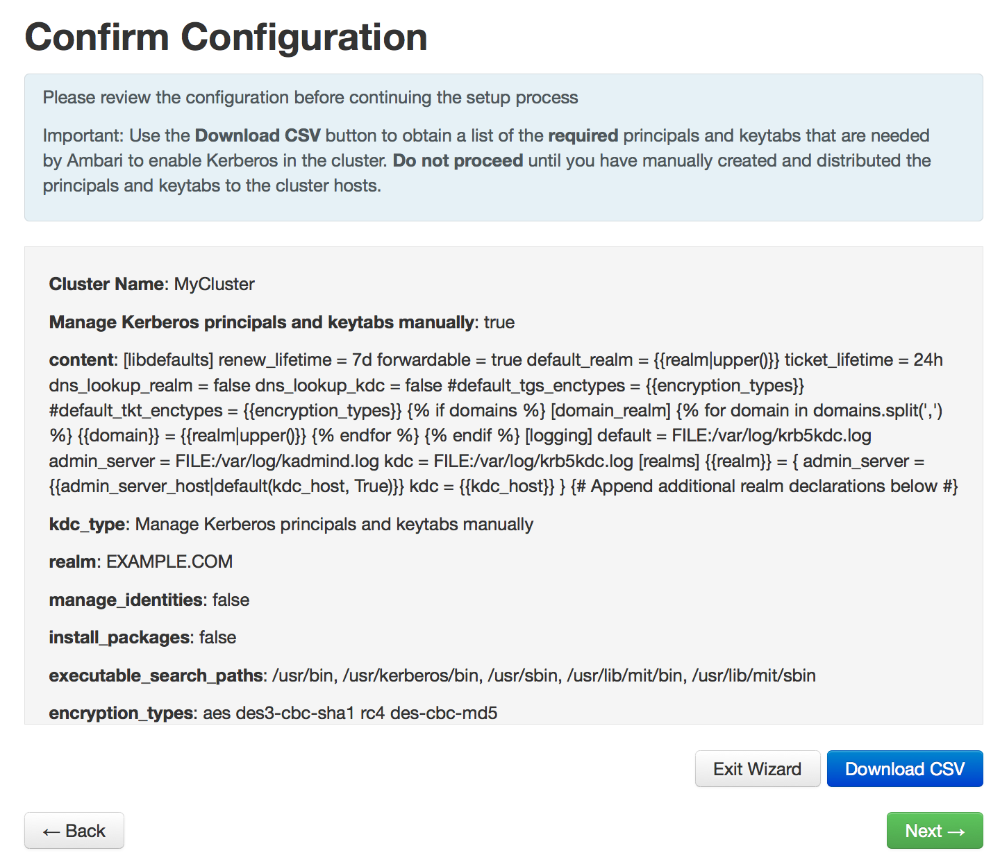 Confirm Configuration
Please review the configuration before continuing the setup process
Important: Use the Download CSV button to obtain a list of the required principals and keytabs that are needed
by Ambari to enable Kerberos in the cluster. Do not proceed until you have manually created and distributed the
principals and keytabs to the cluster hosts.
Cluster Name: MyCluster
Manage Kerberos principals and keytabs manually: true
content: [libdefaults] renew_lifetime = 7d forwardable = true default_realm = {{realm|upper()}} ticket_lifetime = 24h
dns_lookup_realm = false dns_lookup_kdc = false #default_tgs_enctypes = {{encryption_types}}
#default_tkt_enctypes = {{encryption_types}} {% if domains %} [domain_realm] {% for domain in domains.split(',')
%} {{domain}} = {{realm|upper()}} {% endfor %} {% endif %} [logging] default = FILE:/var/log/krb5kdc.log
admin_server = FILE:/var/log/kadmind.log kdc = FILE:/var/log/krb5kdc.log [realms] {{realm}} = { admin_server =
{{admin_server_host|default(kdc_host, True)}} kdc = {{kdc_host}} } {# Append additional realm declarations below #}
kdc_type: Manage Kerberos principals and keytabs manually
realm: EXAMPLE.COM
manage_identities: false
install_packages: false
executable_search_paths: /usr/bin, /usr/kerberos/bin, /usr/sbin, /usr/lib/mit/bin, /usr/lib/mit/sbin
encryption_types: aes des3-cbc-sha1 rc4 des-cbc-md5
Exit Wizard Download CSV
← Back Next →